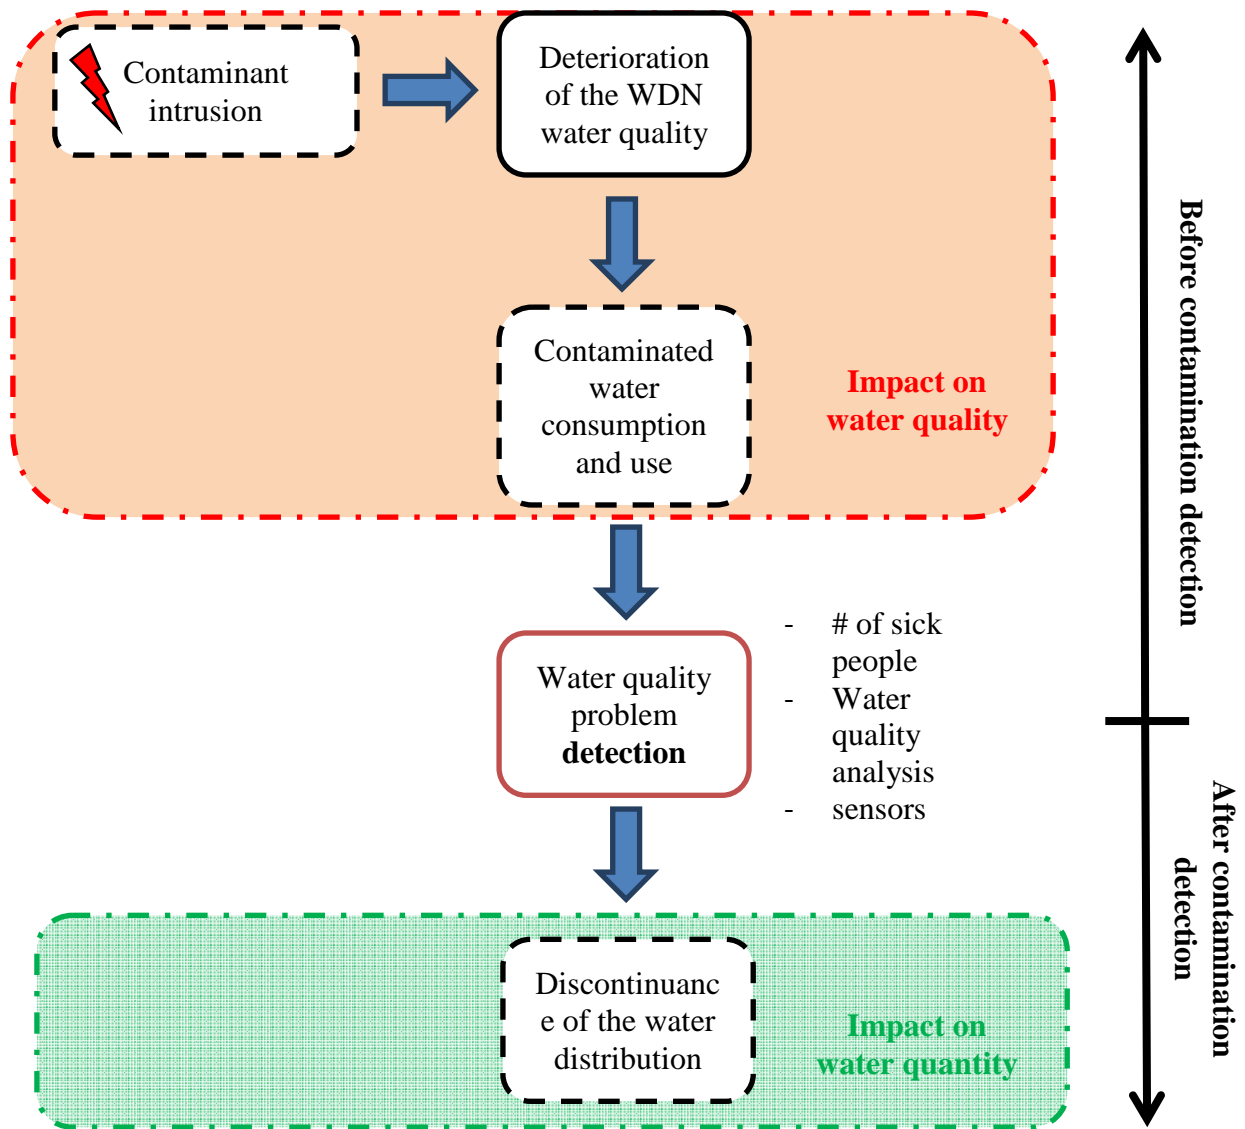 Contaminant
intrusion
Deterioration
of the WDN
water quality
Contaminated
water
consumption
and use
Impact on
water quality
Before contamination detection
Water quality
problem
detection
- # of sick
people
- Water
quality
analysis
- sensors
After contamination
detection
Discontinuanc
e of the water
distribution
Impact on
water quantity